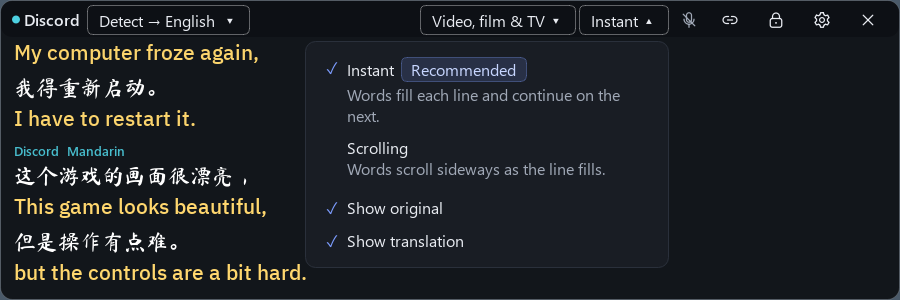 Discord
Detect → English ▾
Video, film & TV ▾
Instant ▴
My computer froze again,
我得重新启动。
I have to restart it.
Discord Mandarin
这个游戏的画面很漂亮，
This game looks beautiful,
但是操作有点难。
but the controls are a bit hard.
✓ Instant Recommended
Words fill each line and continue on the
next.
Scrolling
Words scroll sideways as the line fills.
✓ Show original
✓ Show translation